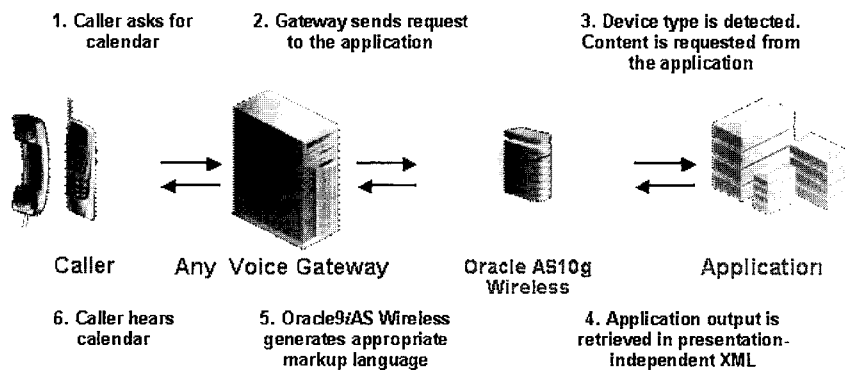 1. Caller asks for
calendar
2. Gateway sends request
to the application
3. Device type is detected.
Content is requested from
the application
Caller
Any Voice Gateway
Oracle AS10g
Wireless
Application
6. Caller hears
calendar
5. Oracle9iAS Wireless
generates appropriate
markup language
4. Application output is
retrieved in presentation-
independent XML